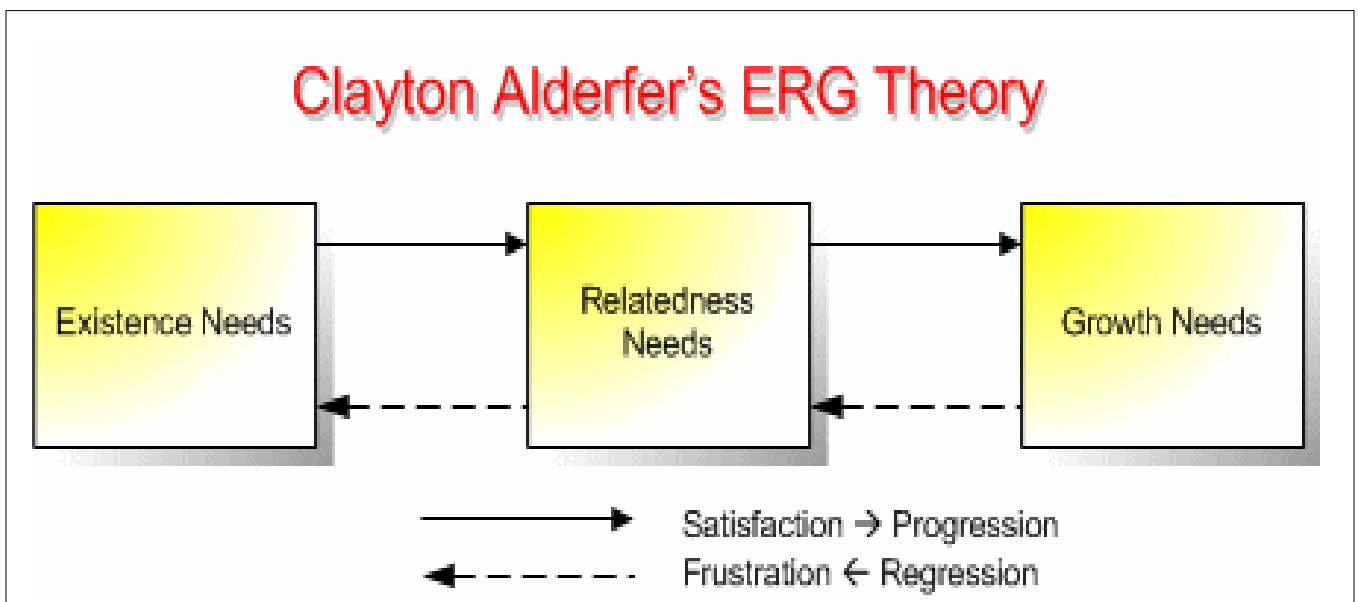 Clayton Alderfer's ERG Theory
Existence Needs
Relatedness
Needs
Growth Needs
Satisfaction → Progression
Frustration ← Regression